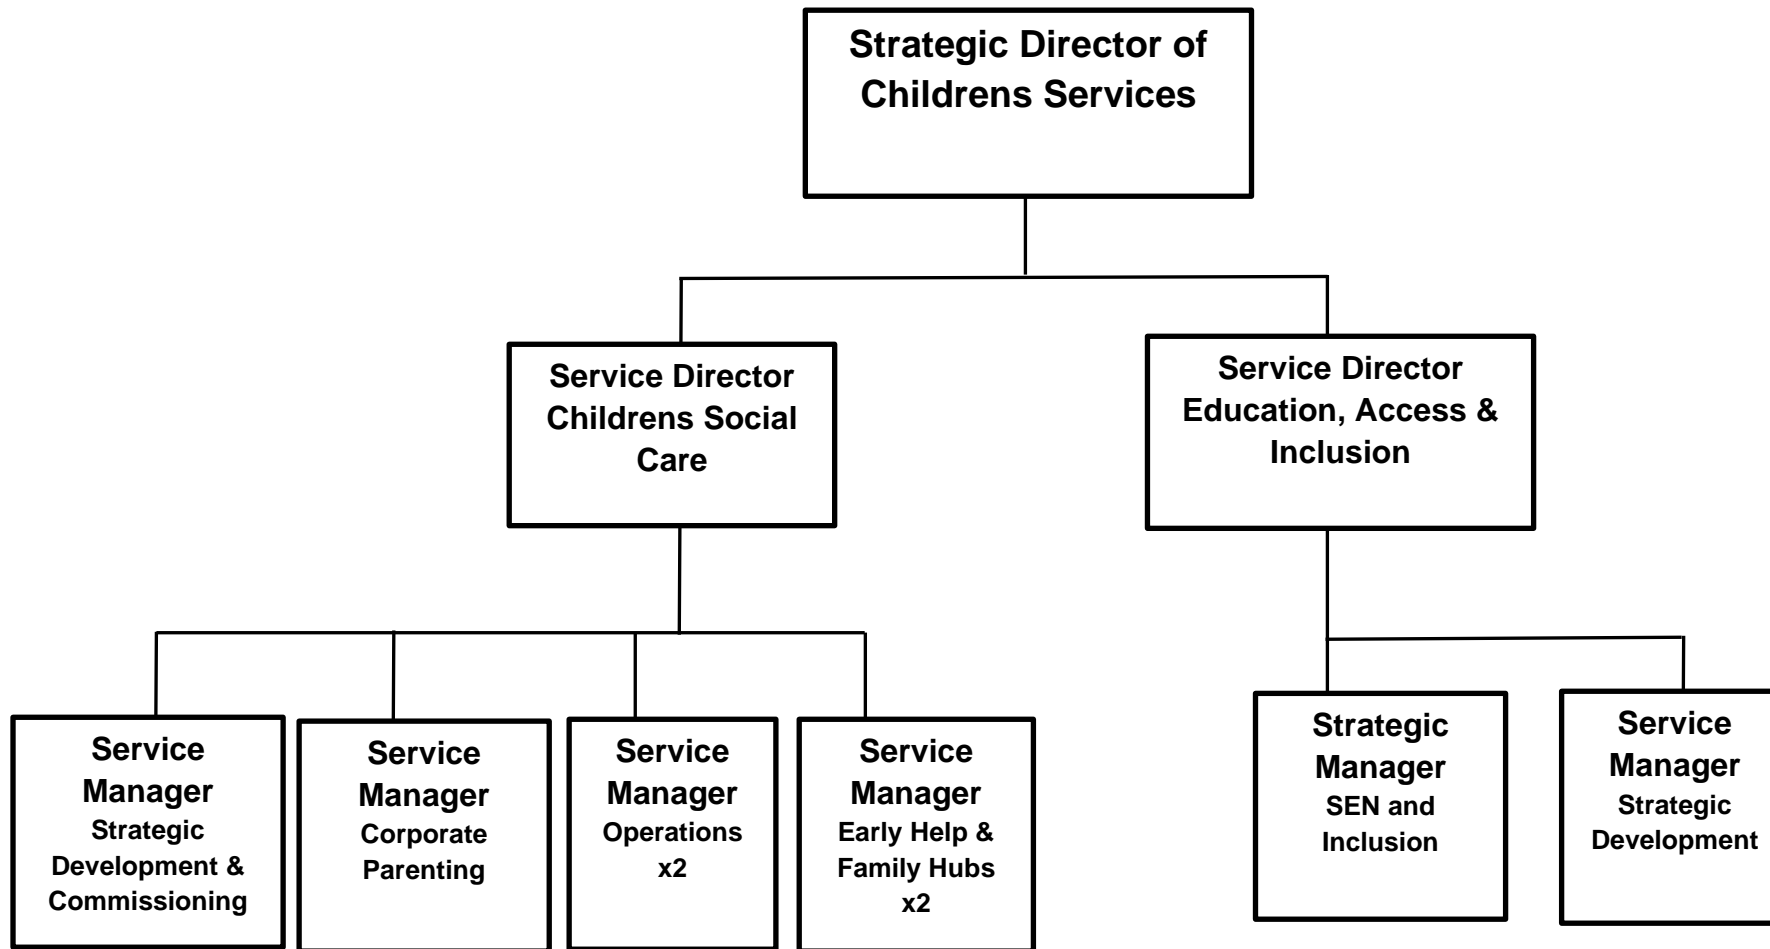 Strategic Director of
Childrens Services
Service Director
Childrens Social
Care
Service Director
Education, Access &
Inclusion
Service
Manager
Strategic
Development &
Commissioning
Service
Manager
Corporate
Parenting
Service
Manager
Operations
x2
Service
Manager
Early Help &
Family Hubs
x2
Strategic
Manager
SEN and
Inclusion
Service
Manager
Strategic
Development